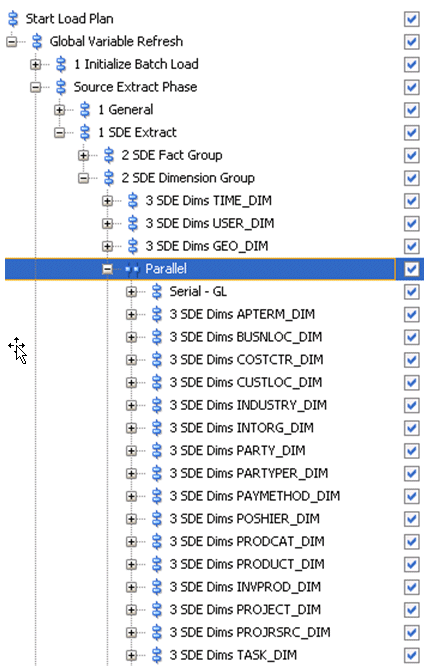 Start Load Plan
Global Variable Refresh
1 Initialize Batch Load
Source Extract Phase
1 General
1 SDE Extract
2 SDE Fact Group
2 SDE Dimension Group
3 SDE Dims TIME_DIM
3 SDE Dims USER_DIM
3 SDE Dims GEO_DIM
Parallel
Serial - GL
3 SDE Dims APTERM_DIM
3 SDE Dims BUSNLOC_DIM
3 SDE Dims COSTCTR_DIM
3 SDE Dims CUSTLOC_DIM
3 SDE Dims INDUSTRY_DIM
3 SDE Dims INTORG_DIM
3 SDE Dims PARTY_DIM
3 SDE Dims PARTYPER_DIM
3 SDE Dims PAYMETHOD_DIM
3 SDE Dims POSHIER_DIM
3 SDE Dims PRODCAT_DIM
3 SDE Dims PRODUCT_DIM
3 SDE Dims INVPROD_DIM
3 SDE Dims PROJECT_DIM
3 SDE Dims PROJRSRC_DIM
3 SDE Dims TASK_DIM